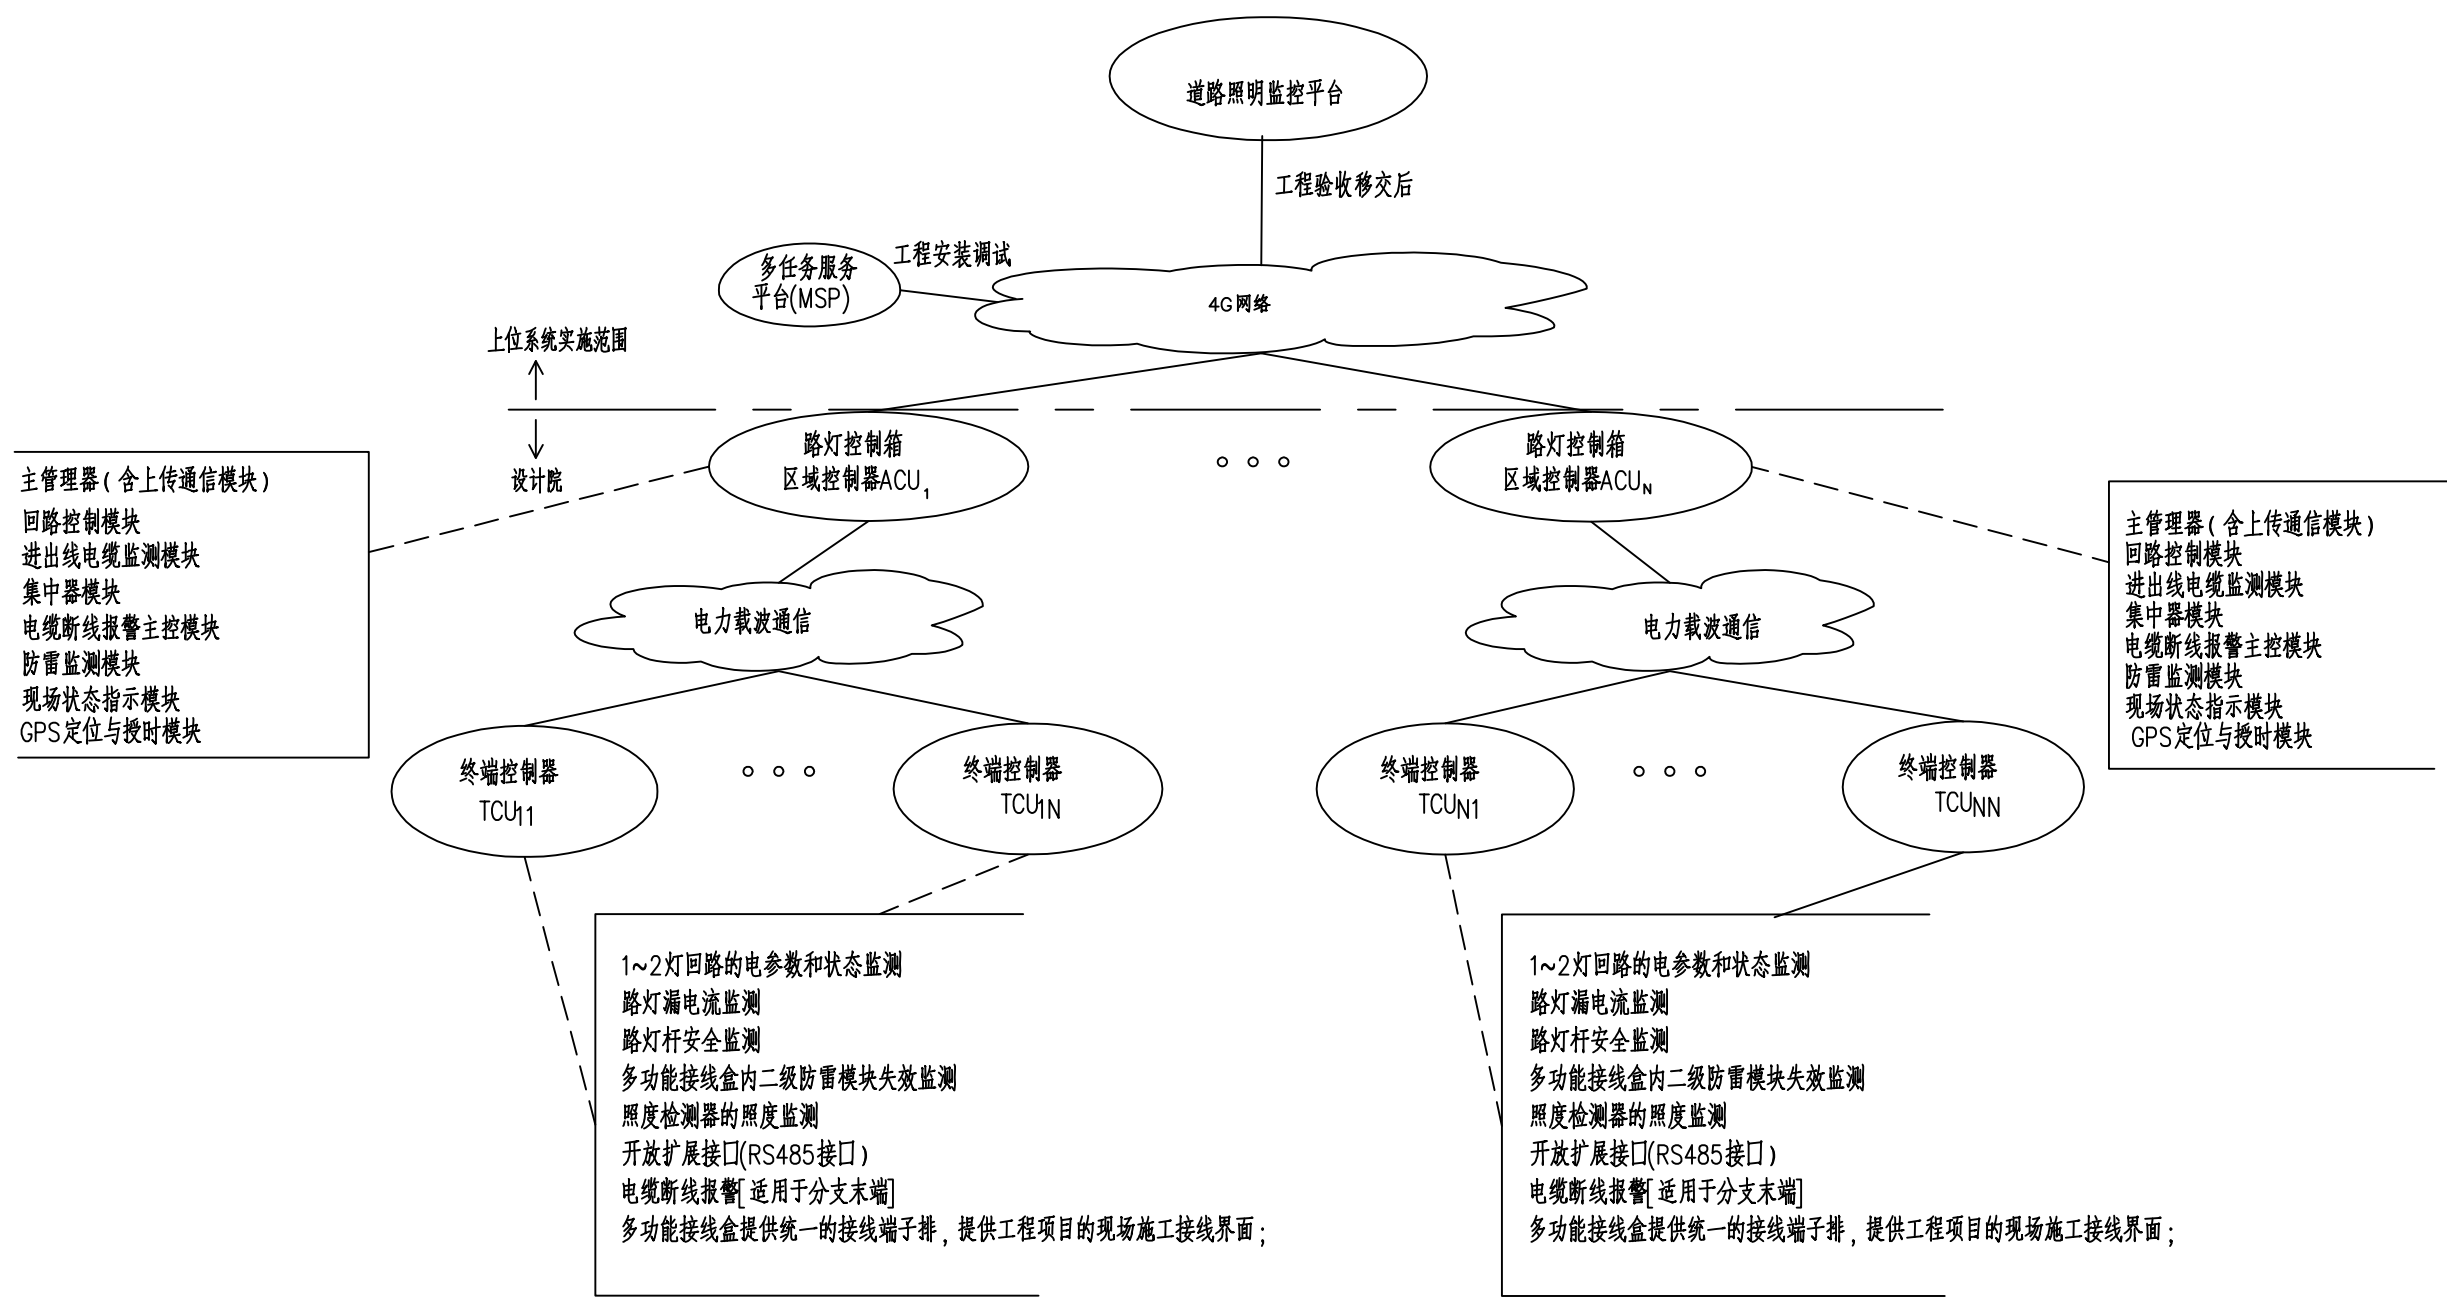 道路照明监控平台
工程验收移交后
工程安装调试
多任务服务
平台(MSP)
4G网络
上位系统实施范围
设计院
路灯控制箱
区域控制器ACU1
路灯控制箱
区域控制器ACUN
主管理器(含上传通信模块)
回路控制模块
进出线电缆监测模块
集中器模块
电缆断线报警主控模块
防雷监测模块
现场状态指示模块
GPS定位与授时模块
主管理器(含上传通信模块)
回路控制模块
进出线电缆监测模块
集中器模块
电缆断线报警主控模块
防雷监测模块
现场状态指示模块
GPS定位与授时模块
电力载波通信
电力载波通信
终端控制器
TCU11
终端控制器
TCU1N
终端控制器
TCUN1
终端控制器
TCUNN
1~2灯回路的电参数和状态监测
路灯漏电流监测
路灯杆安全监测
多功能接线盒内二级防雷模块失效监测
照度检测器的照度监测
开放扩展接口(RS485接口)
电缆断线报警[适用于分支末端]
多功能接线盒提供统一的接线端子排,提供工程项目的现场施工接线界面;
1~2灯回路的电参数和状态监测
路灯漏电流监测
路灯杆安全监测
多功能接线盒内二级防雷模块失效监测
照度检测器的照度监测
开放扩展接口(RS485接口)
电缆断线报警[适用于分支末端]
多功能接线盒提供统一的接线端子排,提供工程项目的现场施工接线界面;